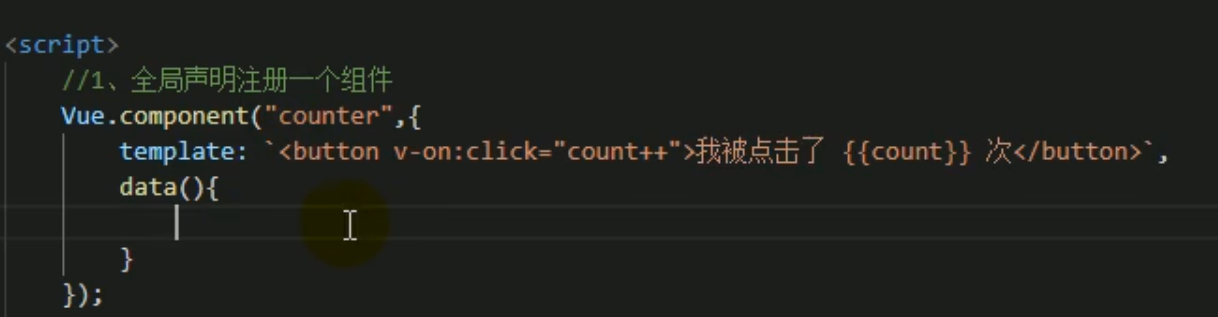 <script>
//1、全局声明注册一个组件
Vue.component("counter",{
template: `<button v-on:click="count++">我被点击了 {{count}} 次</button>`,
data(){
}
});